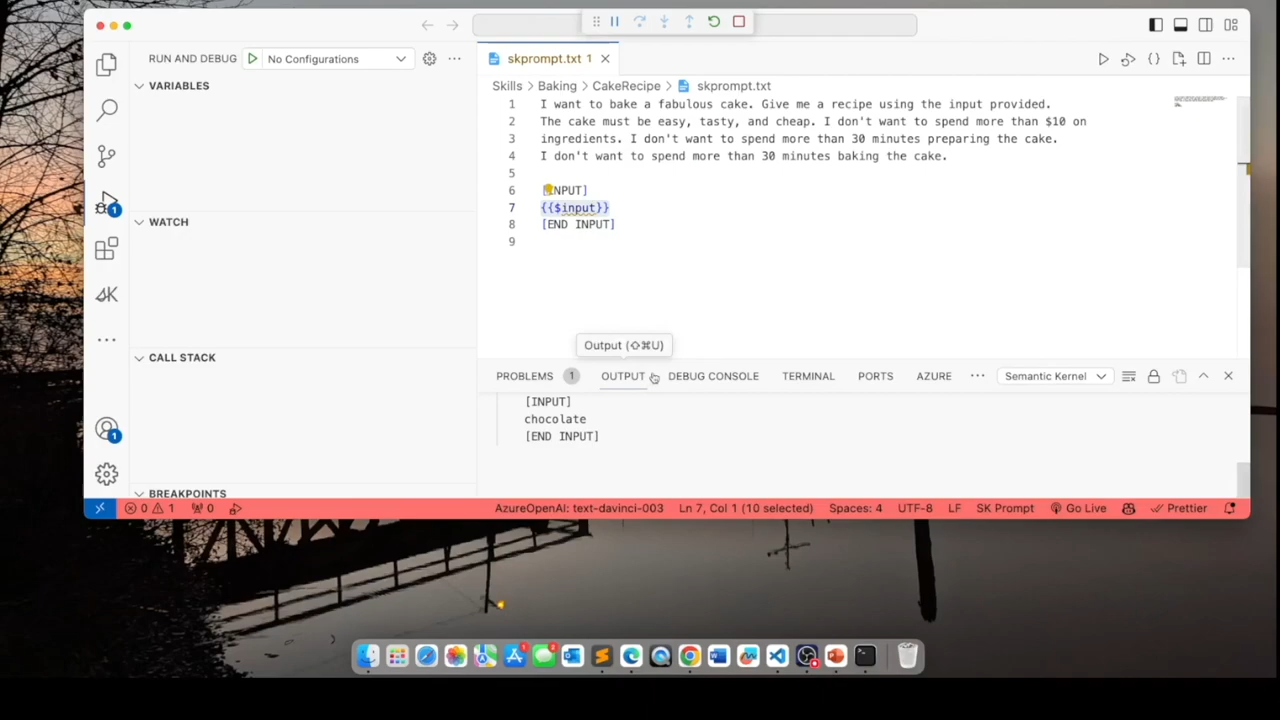 RUN AND DEBUG
No Configurations
skprompt.txt 1
VARIABLES
Skills
Baking
CakeRecipe
skprompt.txt
1 I want to bake a fabulous cake. Give me a recipe using the input provided.
2 The cake must be easy, tasty, and cheap. I don't want to spend more than $10 on
3 ingredients. I don't want to spend more than 30 minutes preparing the cake.
4 I don't want to spend more than 30 minutes baking the cake.
5
6 [INPUT]
7 {{$input}}
8 [END INPUT]
9
WATCH
CALL STACK
BREAKPOINTS
1
1
Output (⇧⌘U)
PROBLEMS 1 OUTPUT DEBUG CONSOLE TERMINAL PORTS AZURE ··· Semantic Kernel
[INPUT]
chocolate
[END INPUT]
0 1 0 AzureOpenAI: text-davinci-003 Ln 7, Col 1 (10 selected) Spaces: 4 UTF-8 LF SK Prompt Go Live Prettier